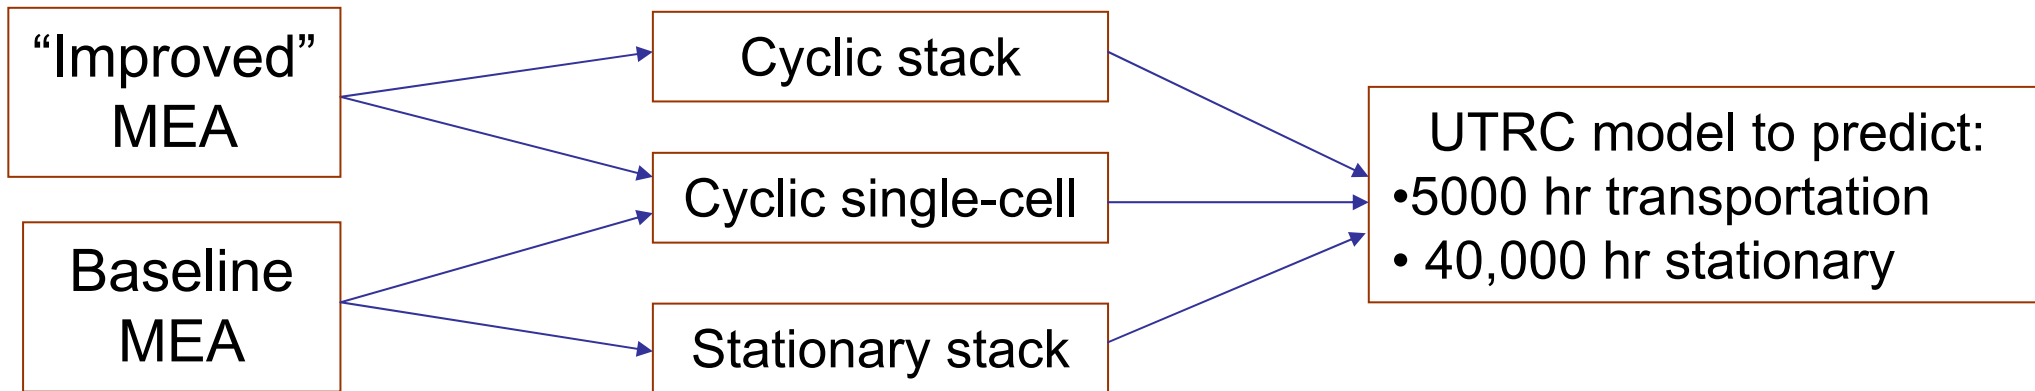 “Improved”
MEA
Baseline
MEA
Cyclic stack
Cyclic single-cell
Stationary stack
UTRC model to predict:
•5000 hr transportation
• 40,000 hr stationary